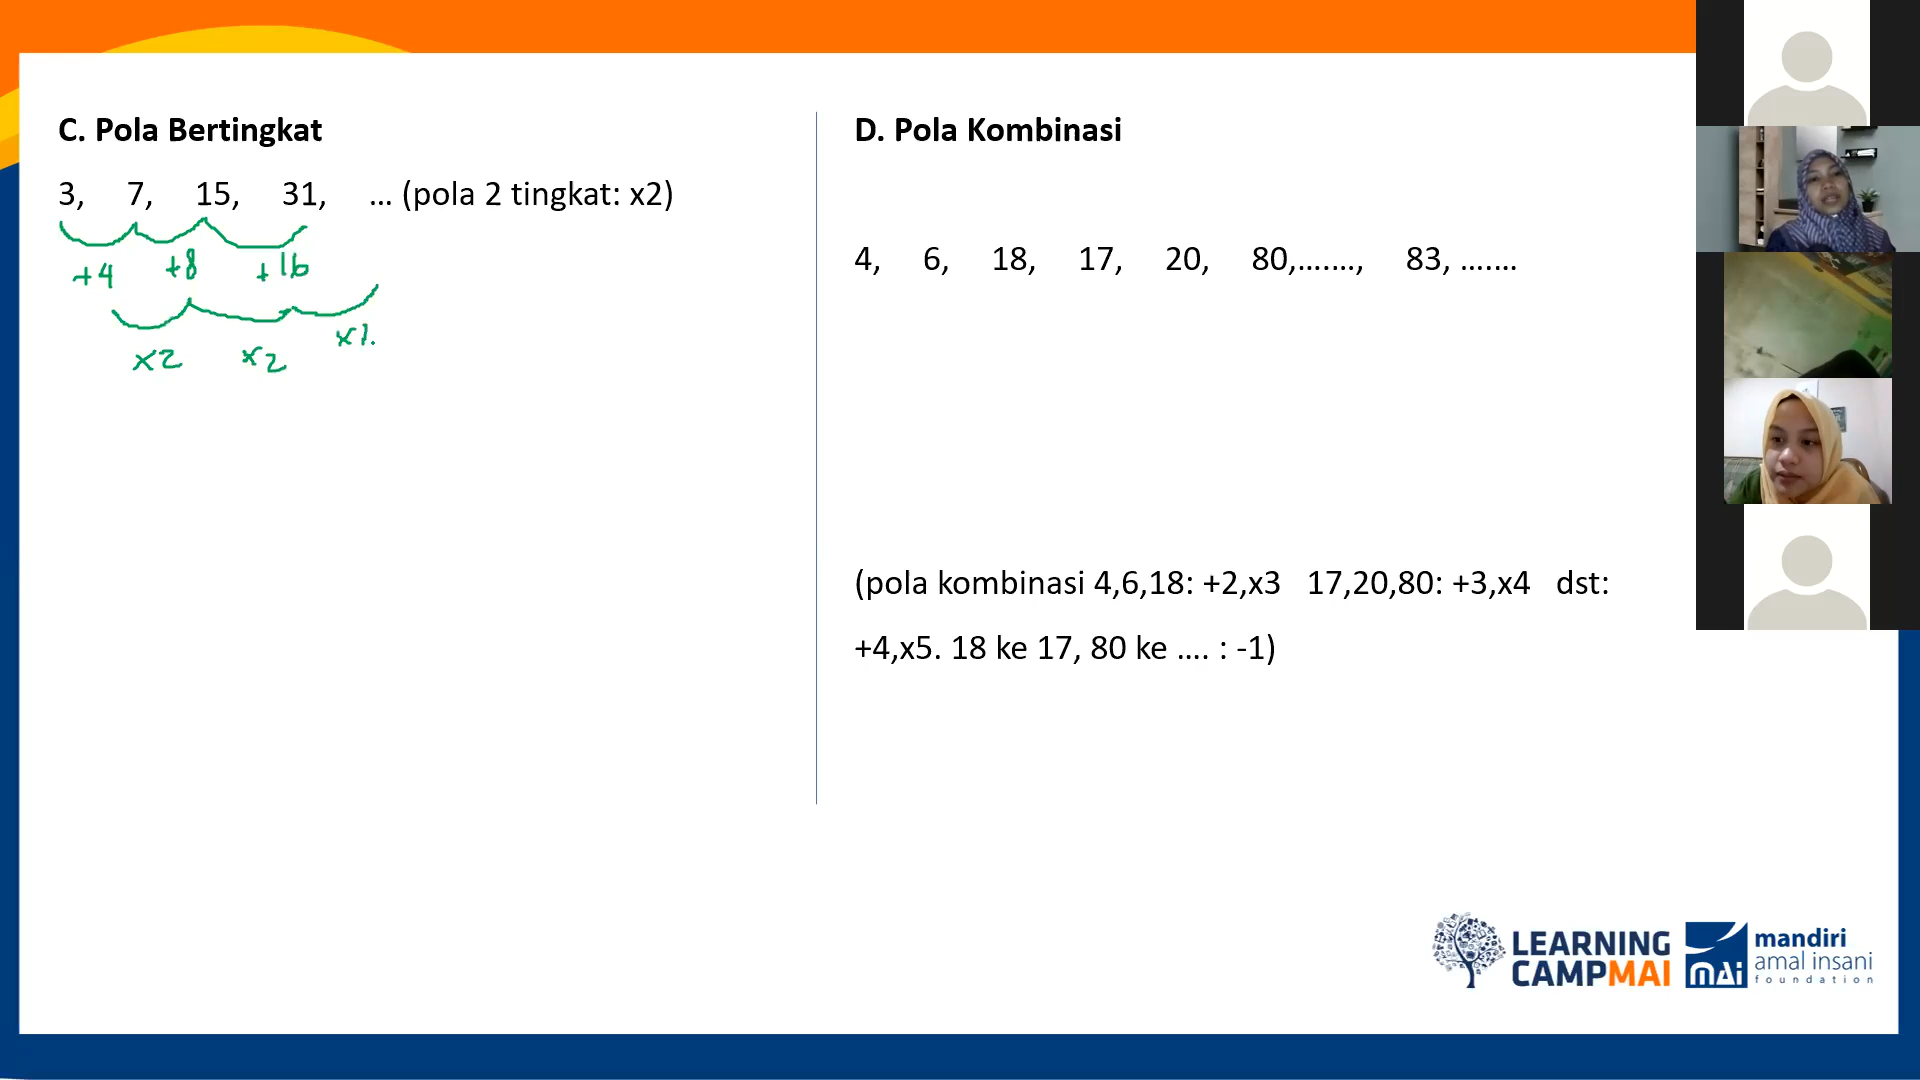 C. Pola Bertingkat
3, 7, 15, 31, ... (pola 2 tingkat: x2)
+4 +8 +16
x2 x2 x2
D. Pola Kombinasi
4, 6, 18, 17, 20, 80,……, 83, ……
(pola kombinasi 4,6,18: +2,x3 17,20,80: +3,x4 dst:
+4,x5. 18 ke 17, 80 ke …. : -1)
LEARNING
CAMPMAI
mAi
mandiri
amal insani
foundation